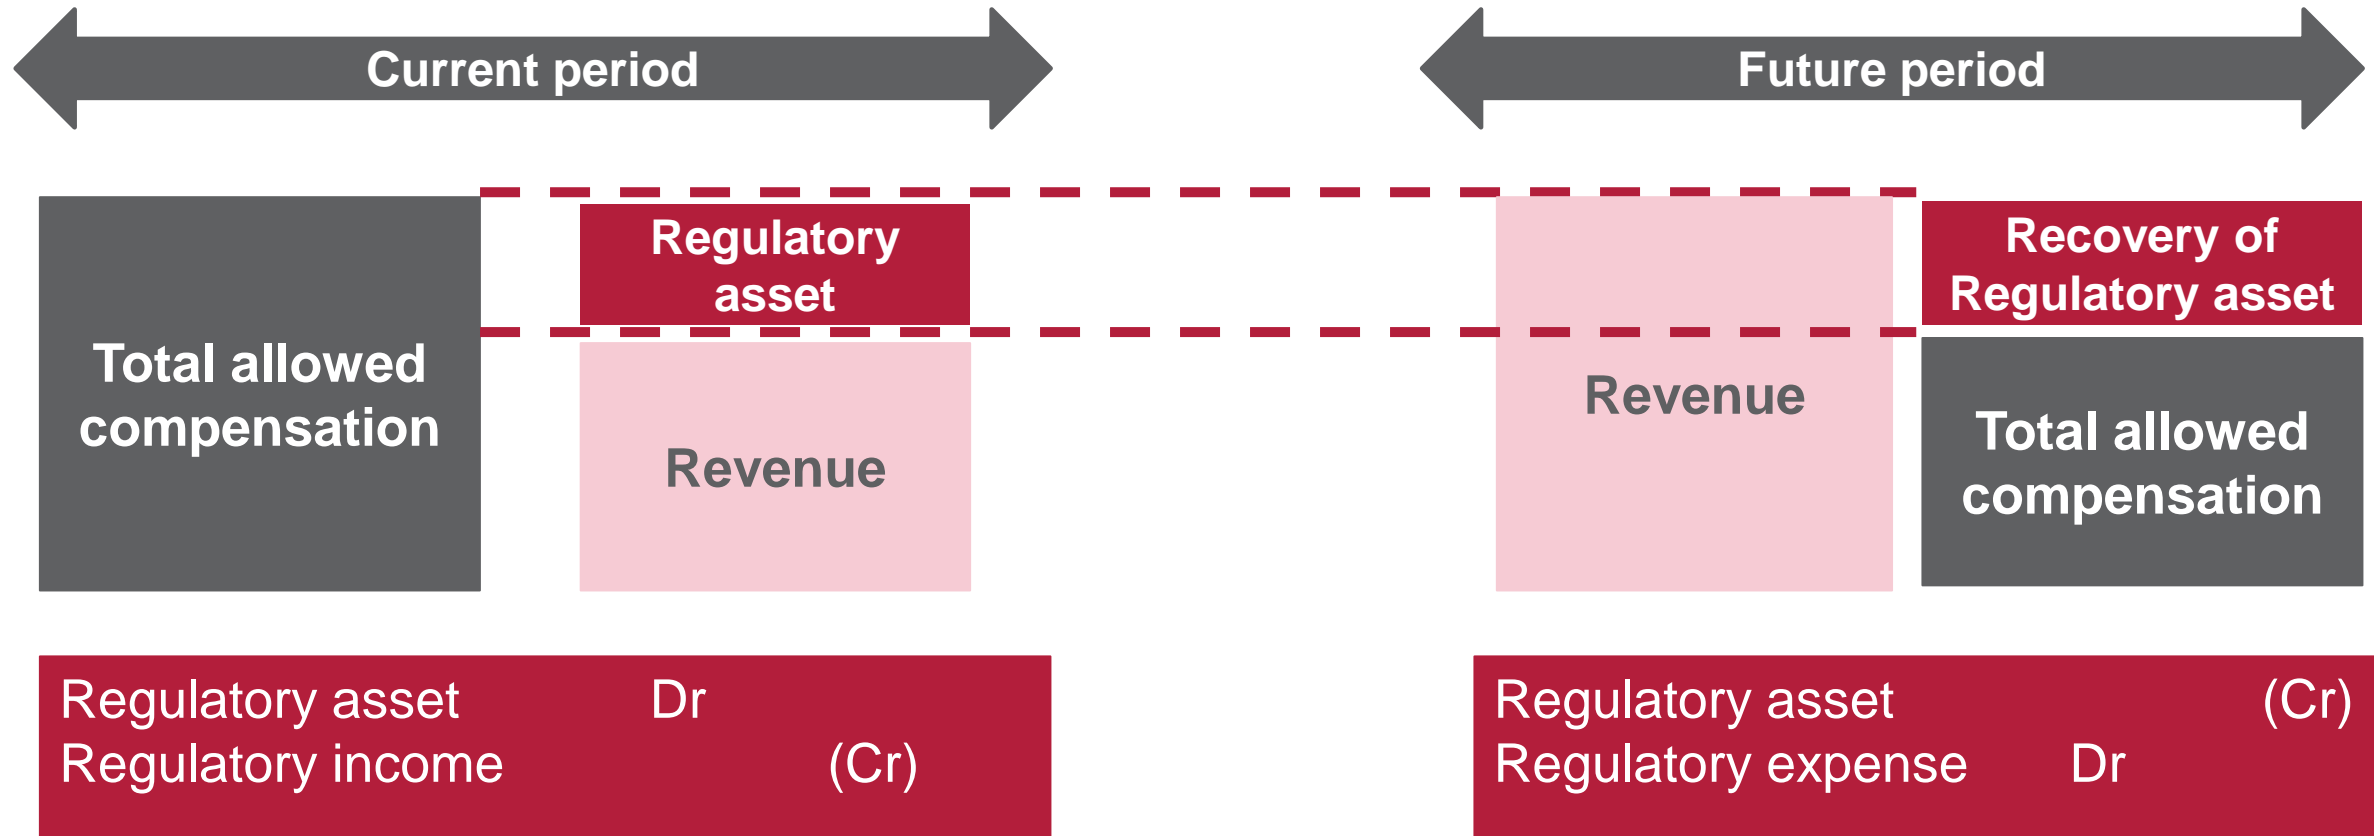 Current period
Future period
Total allowed
compensation
Regulatory
asset
Revenue
Revenue
Recovery of
Regulatory asset
Total allowed
compensation
Regulatory asset Dr
Regulatory income (Cr)
Regulatory asset (Cr)
Regulatory expense Dr